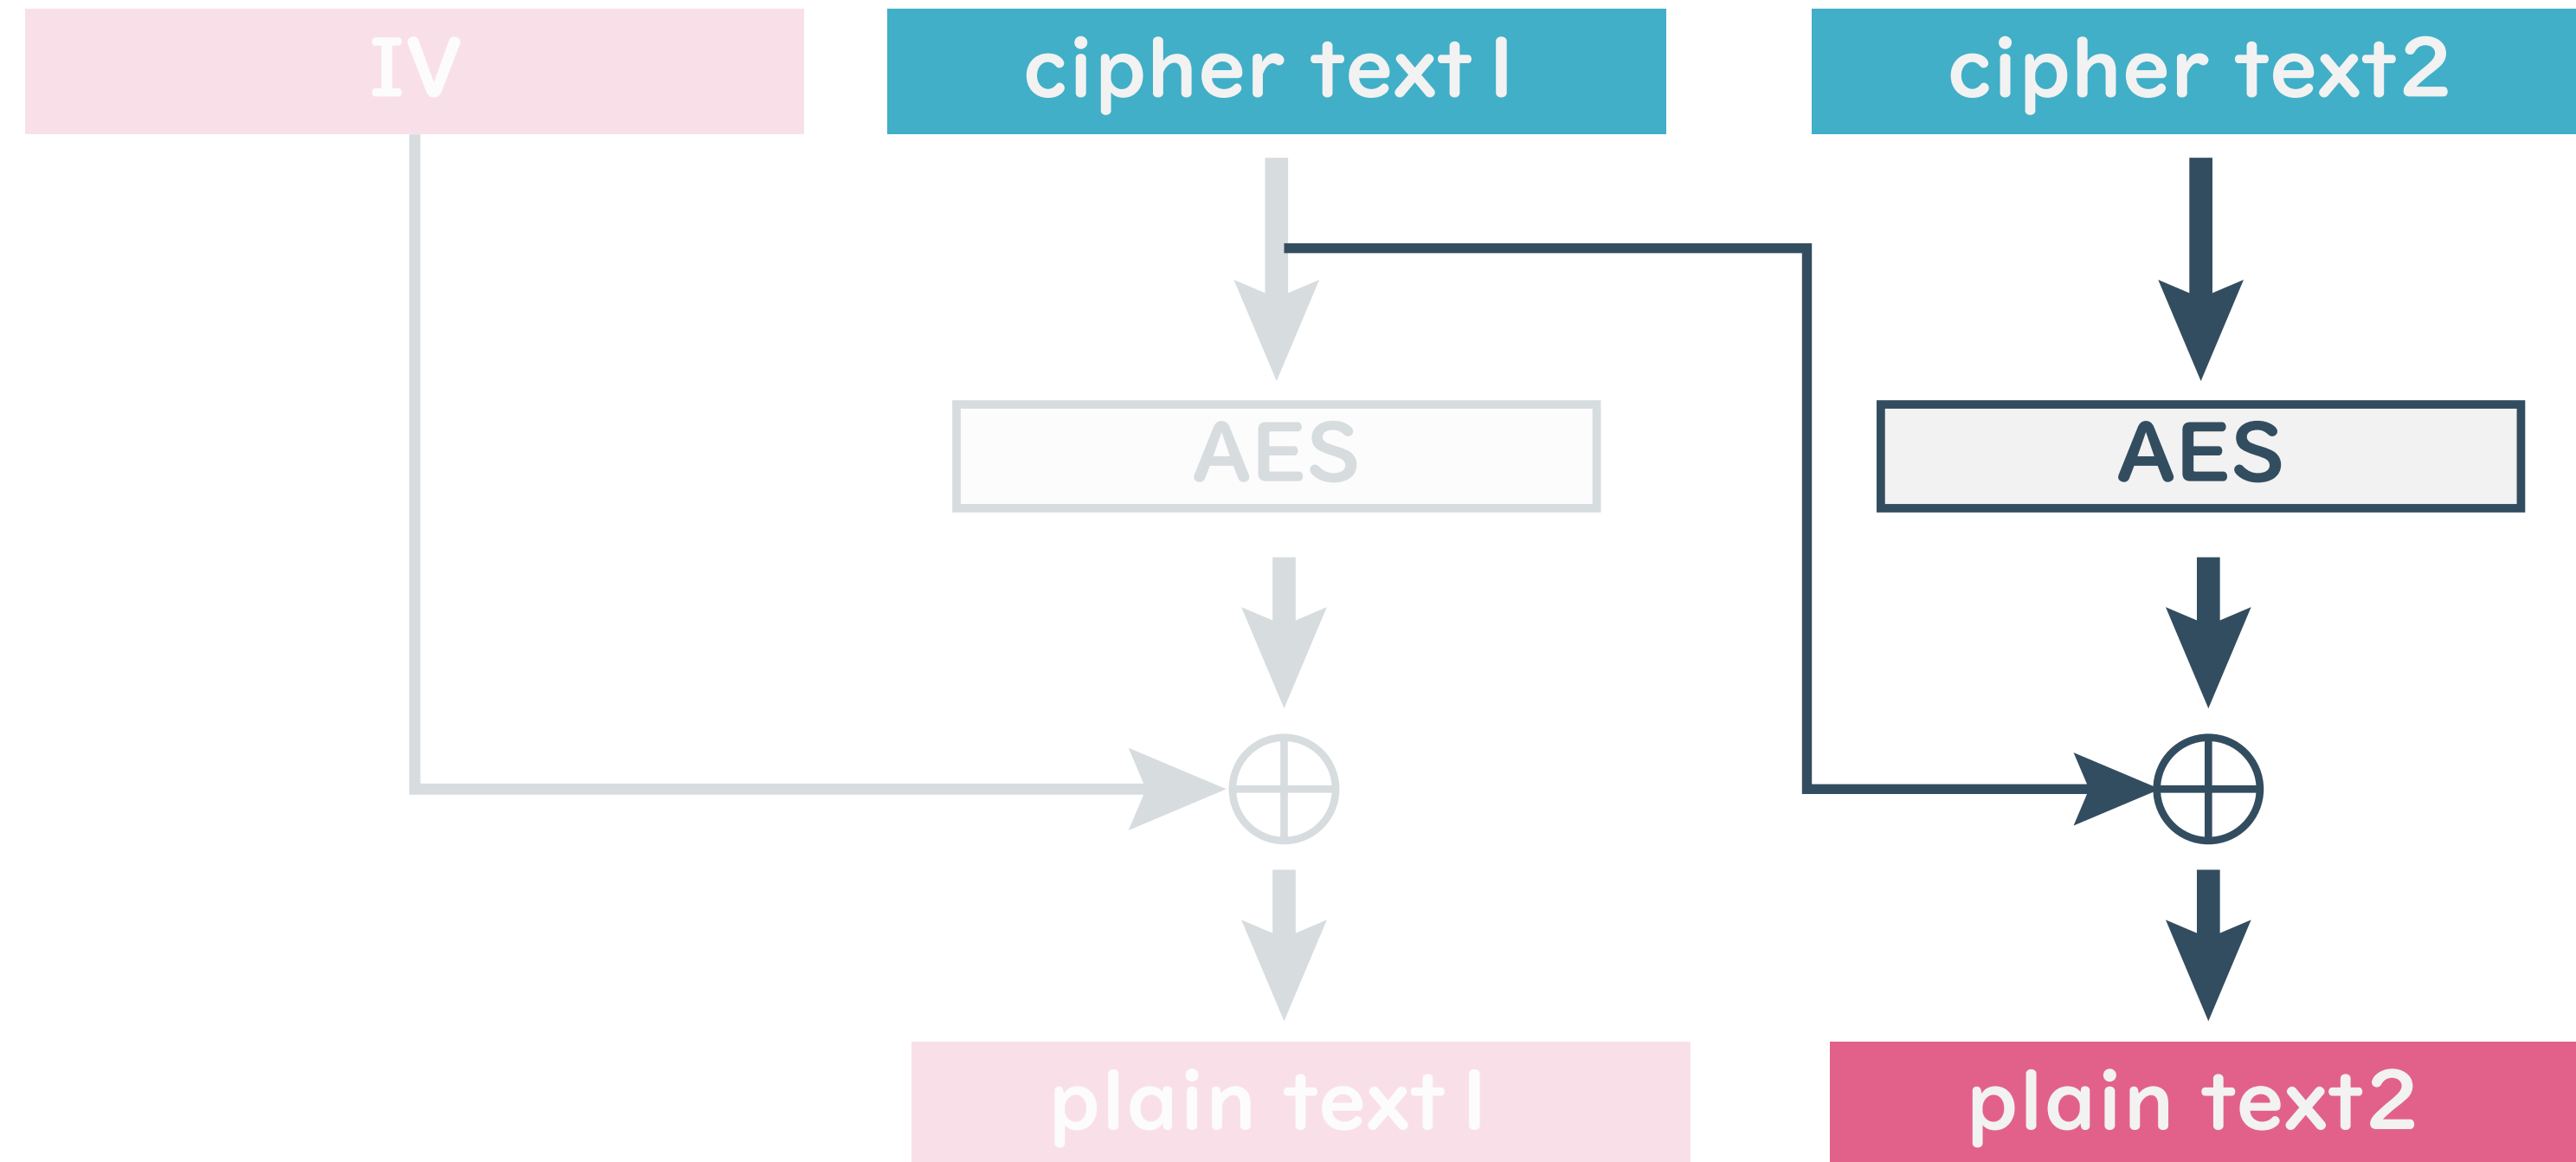 IV
cipher text1
cipher text2
AES
AES
plain text1
plain text2